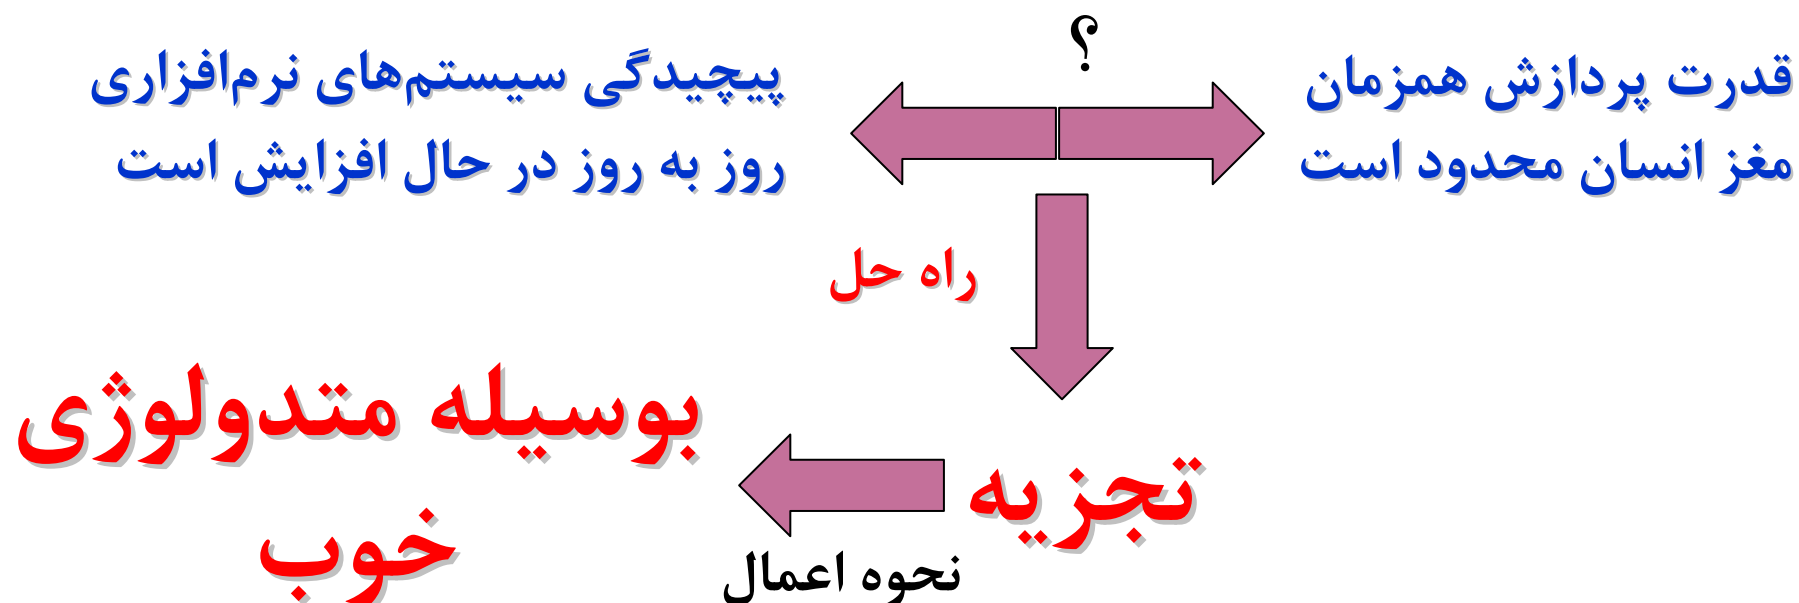 ؟
قدرت پردازش همزمان
مغز انسان محدود است
پیچیدگی سیستم‌های نرم‌افزاری
روز به روز در حال افزایش است
راه حل
تجزیه
نحوه اعمال
بوسیله متدولوژی
خوب